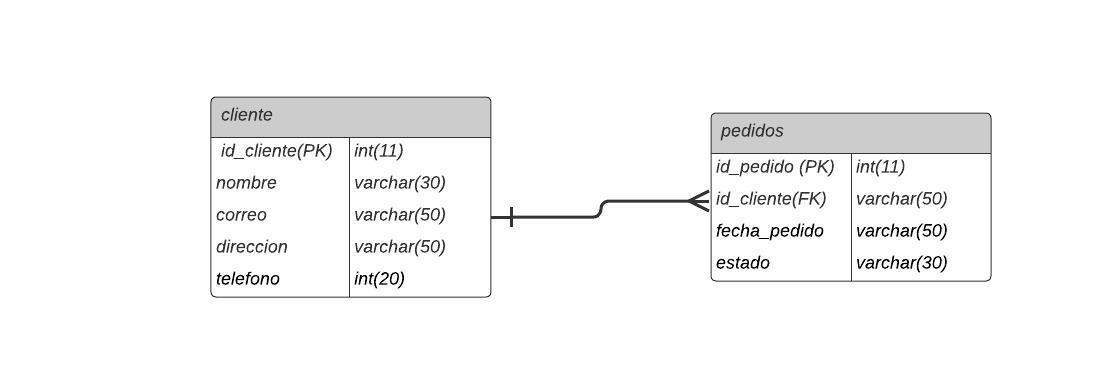 cliente
id_cliente(PK) int(11)
nombre varchar(30)
correo varchar(50)
direccion varchar(50)
telefono int(20)
pedidos
id_pedido (PK) int(11)
id_cliente(FK) varchar(50)
fecha_pedido varchar(50)
estado varchar(30)